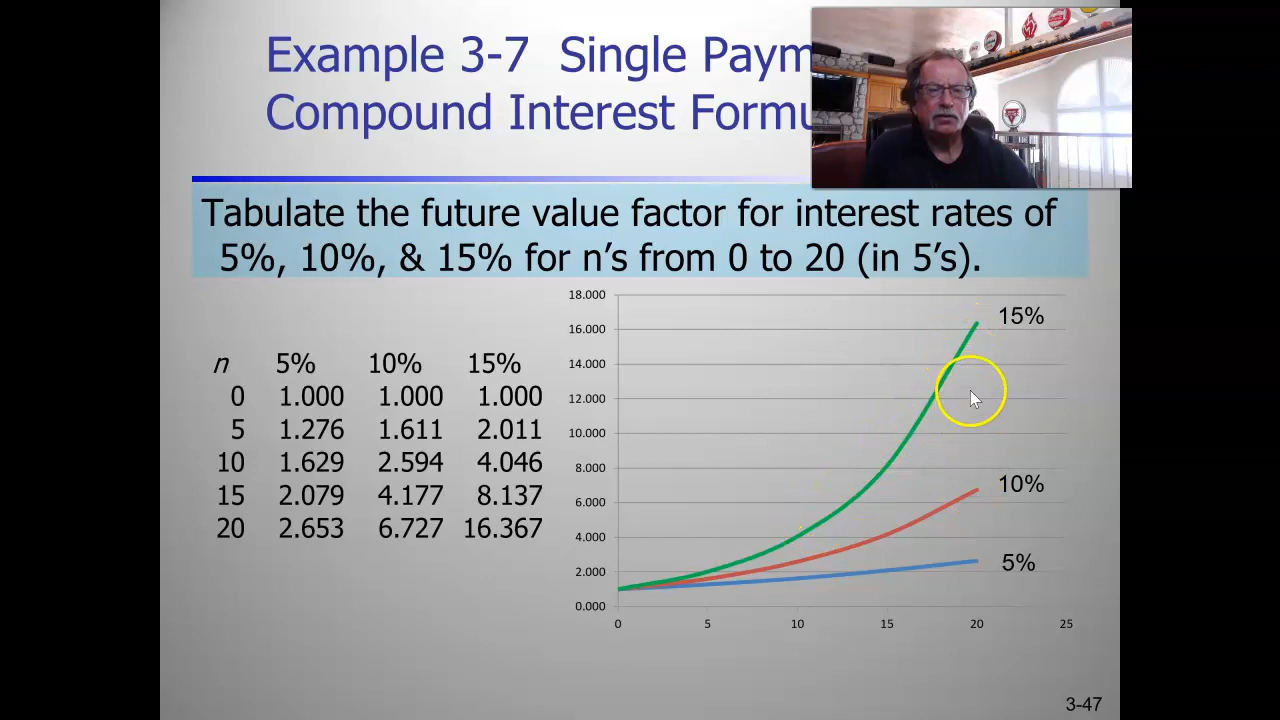 Example 3-7 Single Paym
Compound Interest Formu
Tabulate the future value factor for interest rates of
5%, 10%, & 15% for n's from 0 to 20 (in 5's).
n 5% 10% 15%
0 1.000 1.000 1.000
5 1.276 1.611 2.011
10 1.629 2.594 4.046
15 2.079 4.177 8.137
20 2.653 6.727 16.367
18.000
16.000
14.000
12.000
10.000
8.000
6.000
4.000
2.000
0.000
0 5 10 15 20 25
15%
10%
5%
3-47